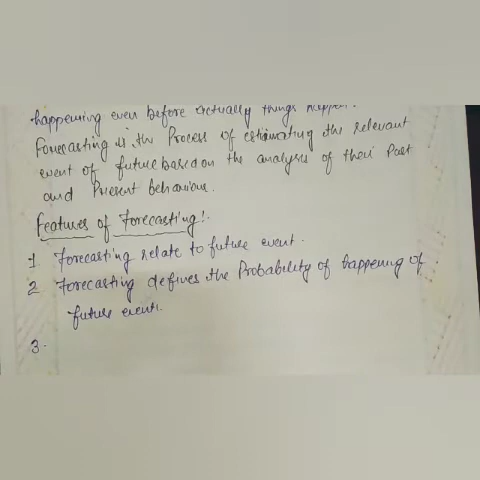 happening even before actually things happen.
Forecasting is the Process of estimating the relevant
event of future based on the analysis of their Past
and Present behaviour.
Features of Forecasting!.
1 Forecasting relate to future event.
2 Forecasting defines the Probability of happening of
future events.
3.